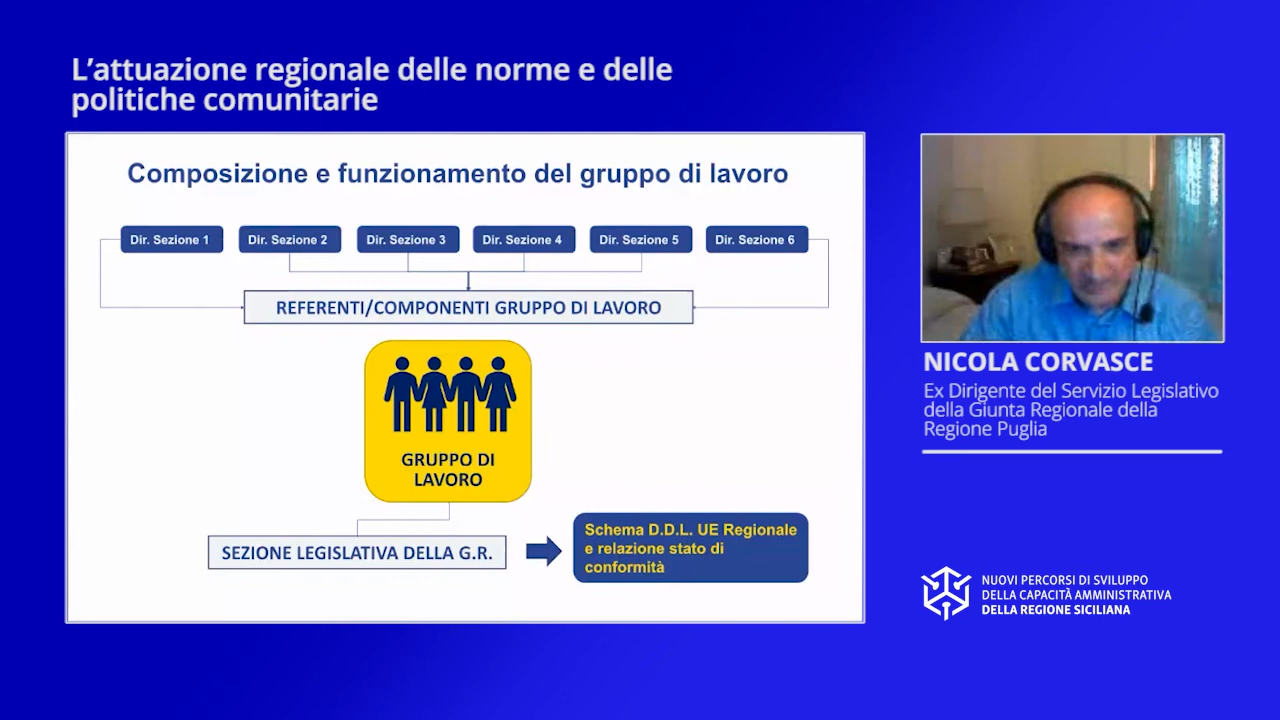 L'attuazione regionale delle norme e delle
politiche comunitarie
Composizione e funzionamento del gruppo di lavoro
Dir. Sezione 1
Dir. Sezione 2
Dir. Sezione 3
Dir. Sezione 4
Dir. Sezione 5
Dir. Sezione 6
REFERENTI/COMPONENTI GRUPPO DI LAVORO
GRUPPO DI
LAVORO
SEZIONE LEGISLATIVA DELLA G.R.
Schema D.D.L. UE Regionale
e relazione stato di
conformità
NICOLA CORVASCE
Ex Dirigente del Servizio Legislativo
della Giunta Regionale della
Regione Puglia
NUOVI PERCORSI DI SVILUPPO
DELLA CAPACITÀ AMMINISTRATIVA
DELLA REGIONE SICILIANA